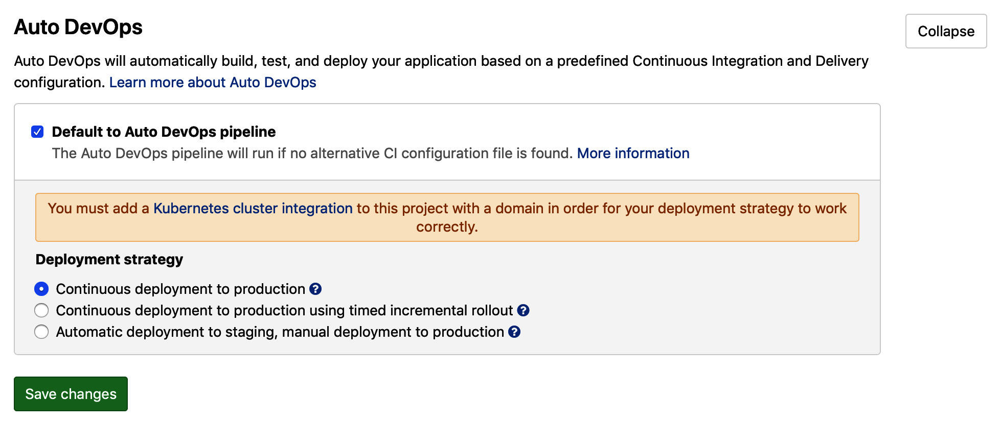 Auto DevOps
Collapse
Auto DevOps will automatically build, test, and deploy your application based on a predefined Continuous Integration and Delivery
configuration. Learn more about Auto DevOps
Default to Auto DevOps pipeline
The Auto DevOps pipeline will run if no alternative CI configuration file is found. More information
You must add a Kubernetes cluster integration to this project with a domain in order for your deployment strategy to work
correctly.
Deployment strategy
Continuous deployment to production ?
Continuous deployment to production using timed incremental rollout ?
Automatic deployment to staging, manual deployment to production ?
Save changes